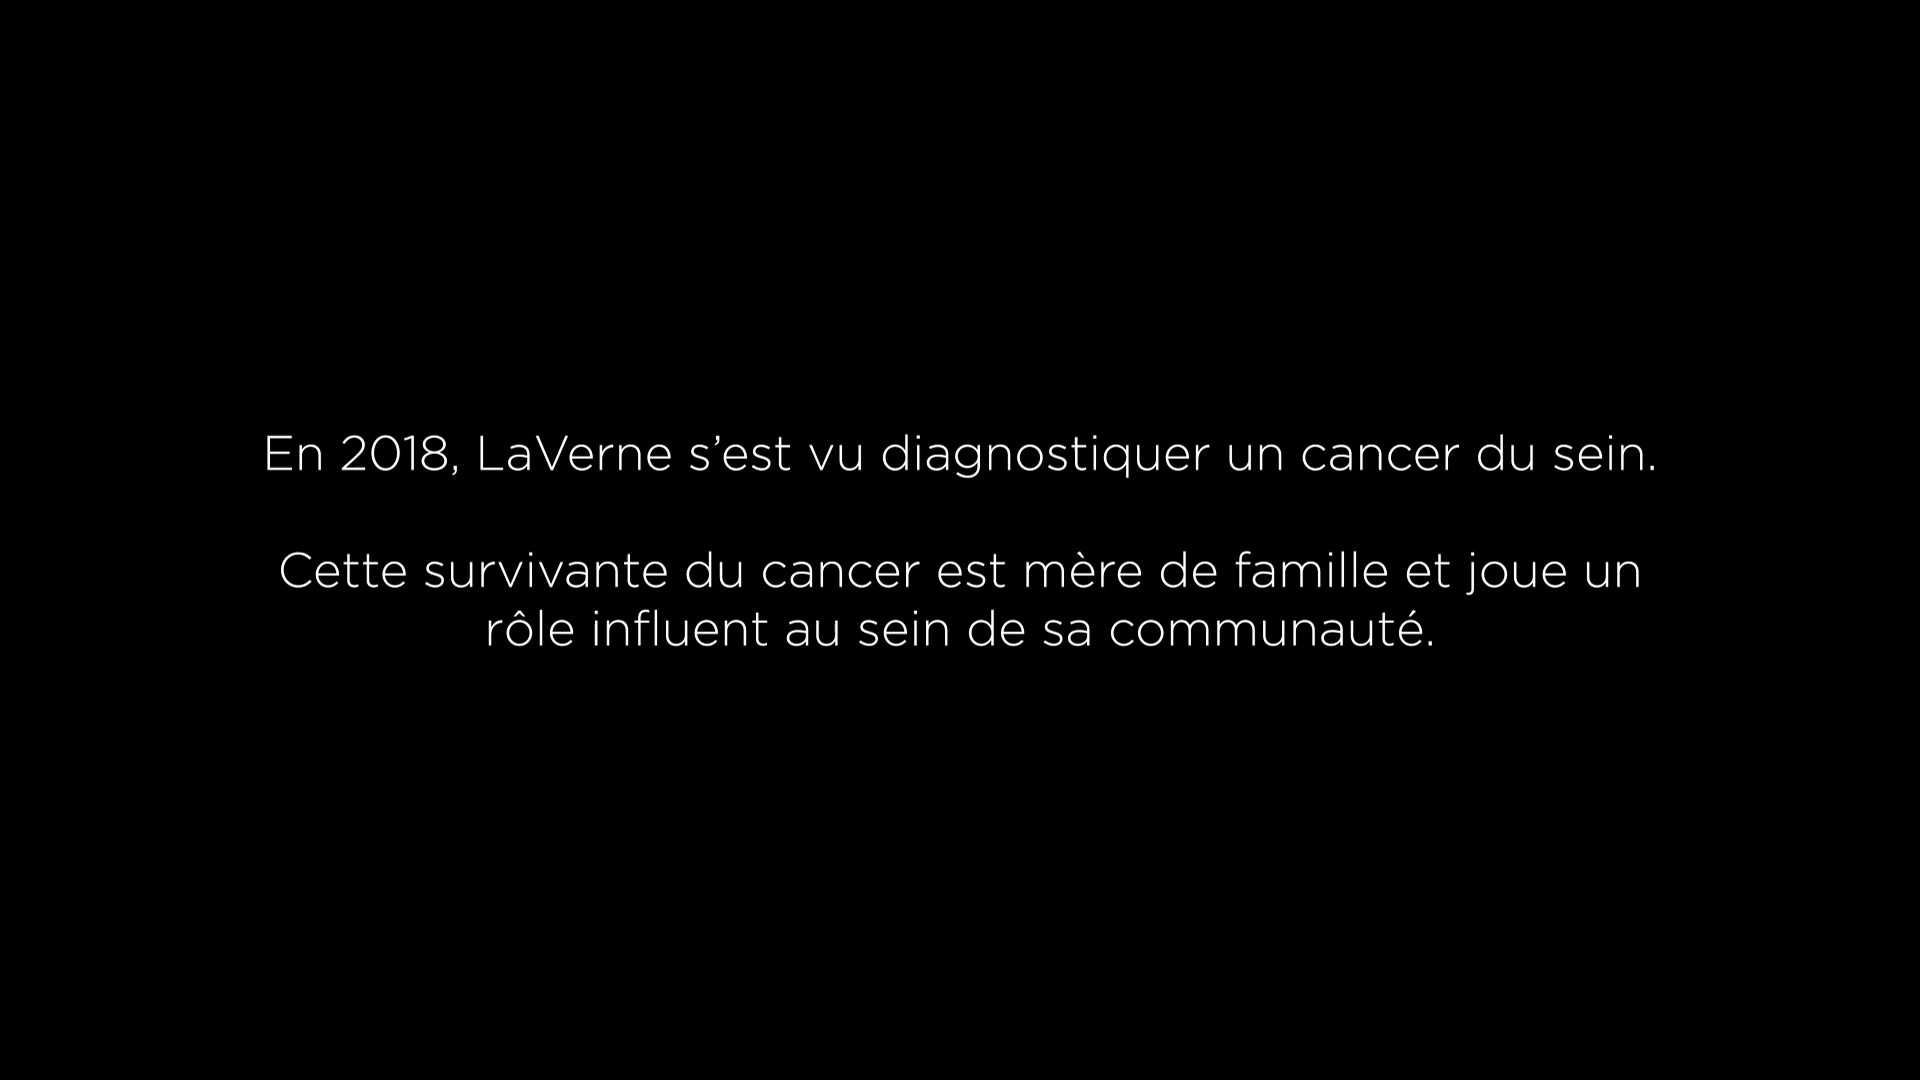 En 2018, LaVerne s’est vu diagnostiquer un cancer du sein.
Cette survivante du cancer est mère de famille et joue un
rôle influent au sein de sa communauté.